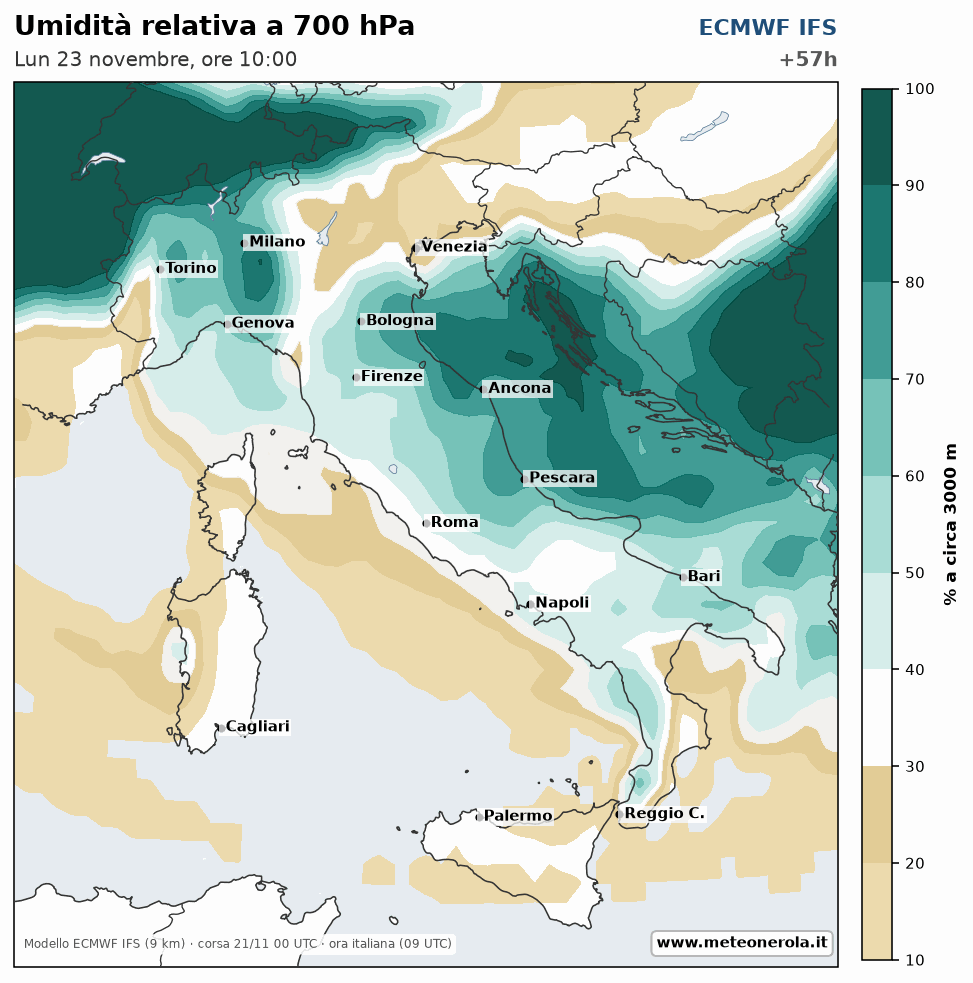 Umidità relativa a 700 hPa
ECMWF IFS
Lun 23 novembre, ore 10:00
+57h
100
90
80
70
60
50
40
30
20
10
% a circa 3000 m
Milano
Venezia
Torino
Genova
Bologna
Firenze
Ancona
Pescara
Roma
Bari
Napoli
Cagliari
Palermo
Reggio C.
Modello ECMWF IFS (9 km) · corsa 21/11 00 UTC · ora italiana (09 UTC)
www.meteonerola.it